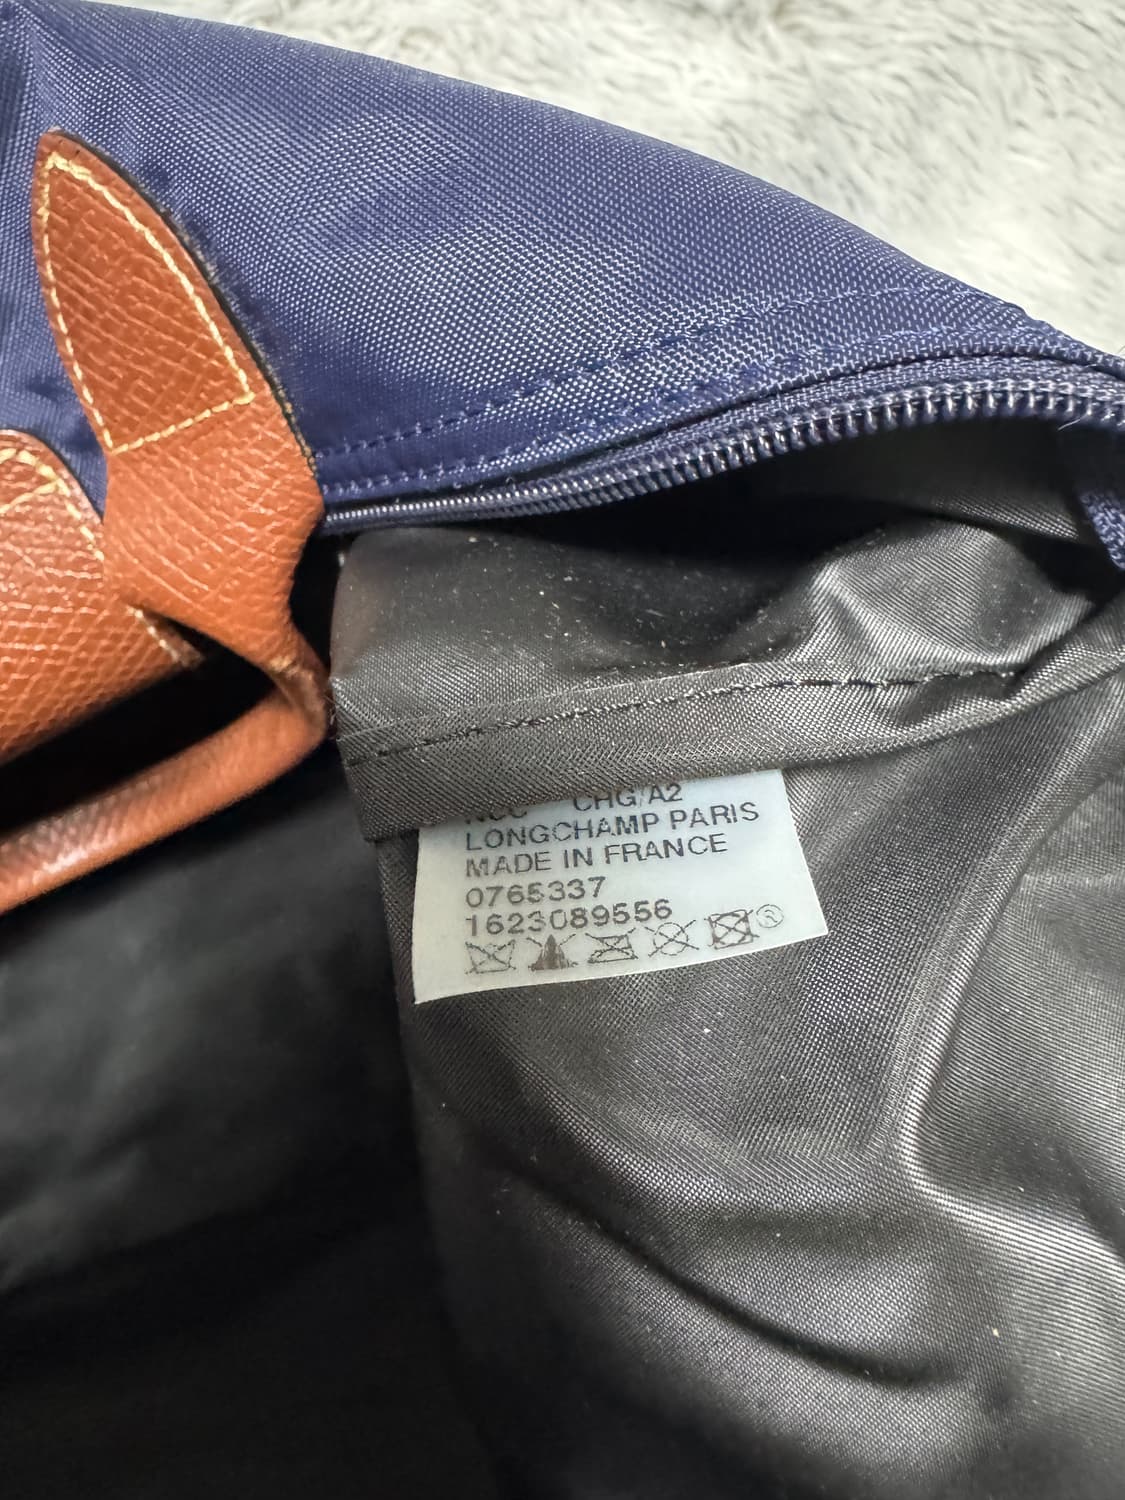 CHG/A2
LONGCHAMP PARIS
MADE IN FRANCE
0765337
1623089556
®